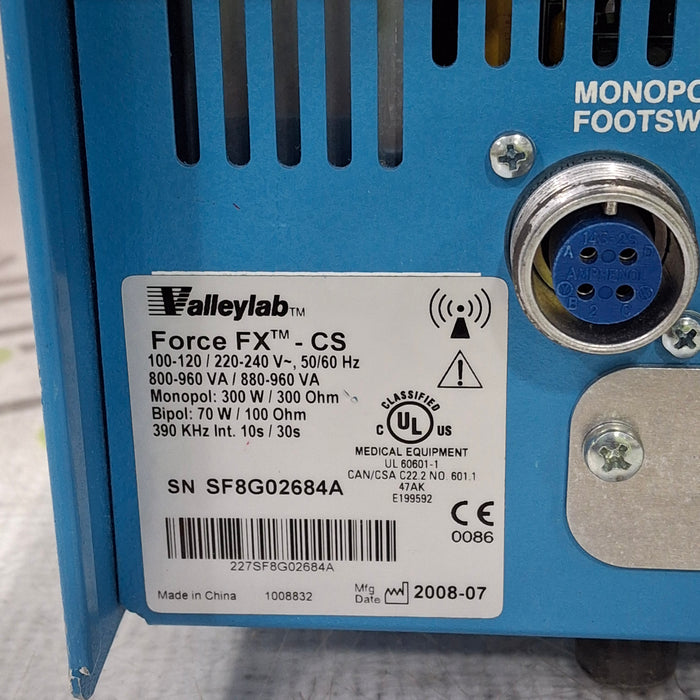 MONOPO
FOOTSW
A D
AMPHENOL
B C
Valleylab™
Force FX™ - CS
100-120 / 220-240 V~, 50/60 Hz
800-960 VA / 880-960 VA
Monopol: 300 W / 300 Ohm
Bipol: 70 W / 100 Ohm
390 KHz Int. 10s / 30s
CLASSIFIED
C UL US
MEDICAL EQUIPMENT
UL 60601-1
CAN/CSA C22.2 NO. 601.1
47AK
E199592
SN SF8G02684A
CE
0086
227SF8G02684A
Made in China 1008832 Mfg Date 2008-07